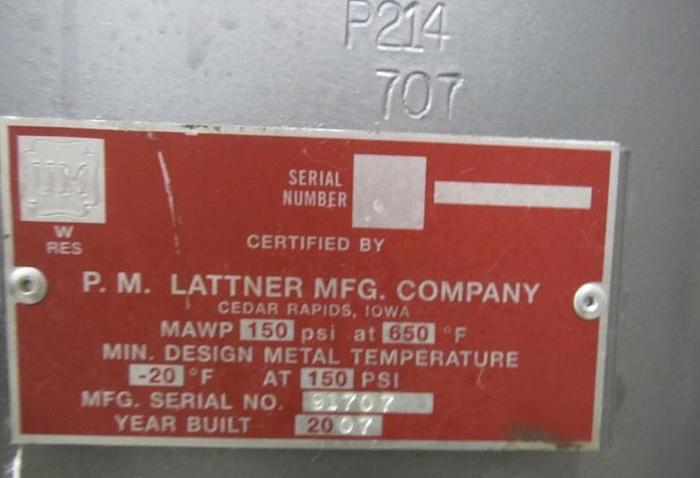 P214
707
UM
W
RES
SERIAL
NUMBER
CERTIFIED BY
P. M. LATTNER MFG. COMPANY
CEDAR RAPIDS, IOWA
MAWP 150 psi at 650 °F
MIN. DESIGN METAL TEMPERATURE
-20 °F AT 150 PSI
MFG. SERIAL NO. 91707
YEAR BUILT 2007